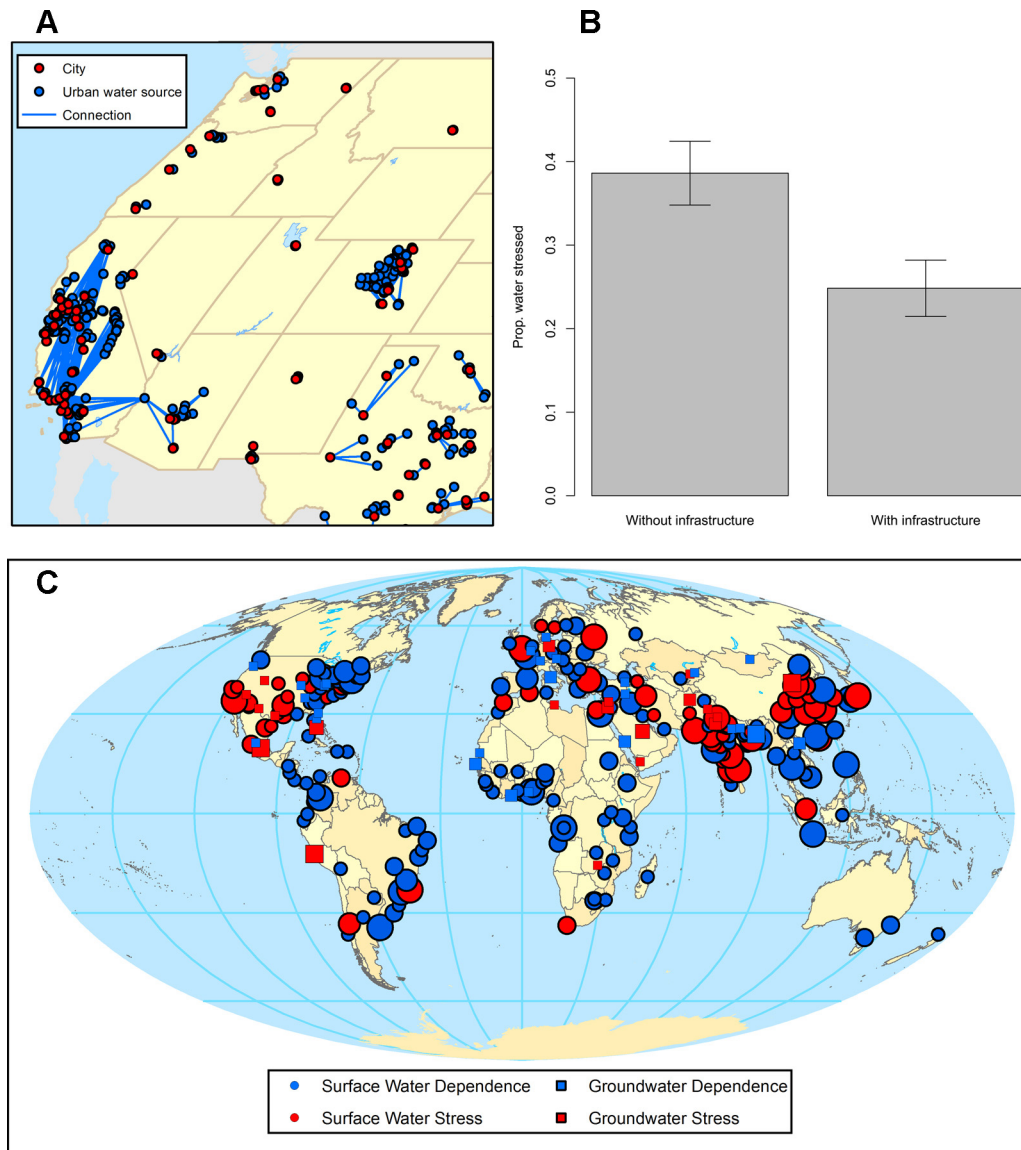 A
City
Urban water source
Connection
B
0.5
0.4
0.3
0.2
0.1
0.0
Prop. water stressed
Without infrastructure
With infrastructure
C
Surface Water Dependence
Groundwater Dependence
Surface Water Stress
Groundwater Stress